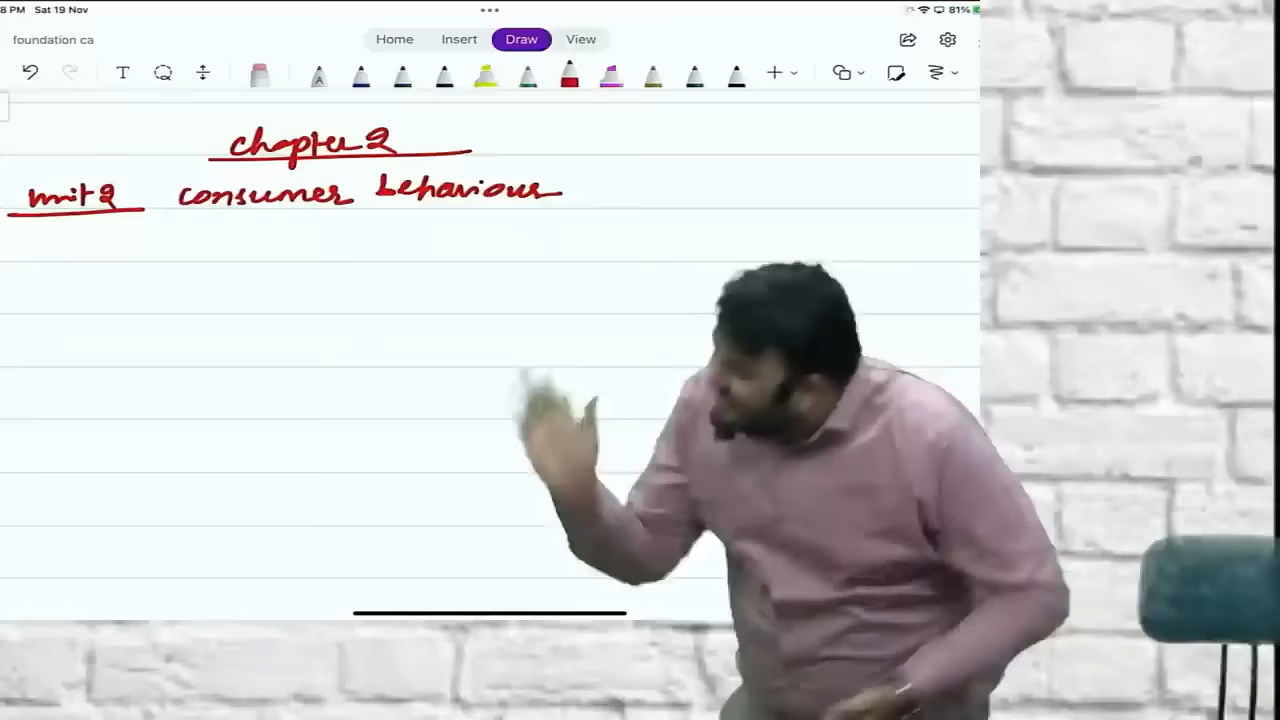 8 PM Sat 19 Nov
81%
foundation ca
Home Insert Draw View
T
A
chapter 2
unit 2 consumer behaviour